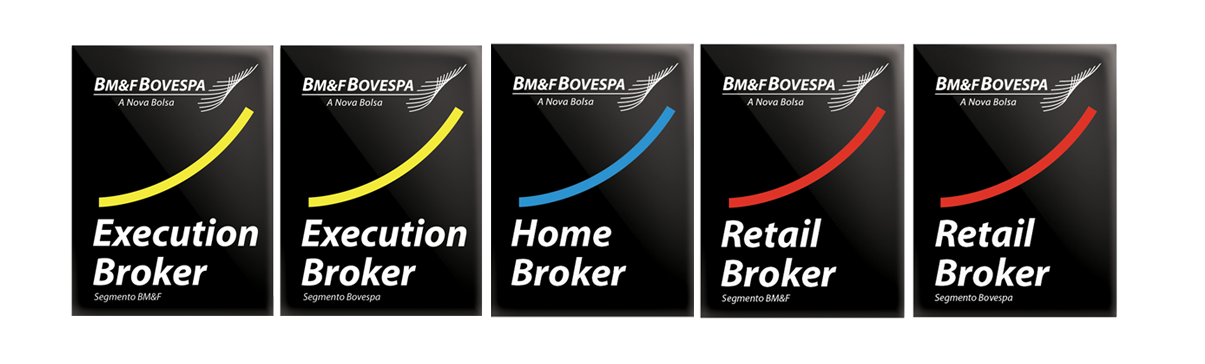 BM&FBOVESPA
A Nova Bolsa
Execution
Broker
Segmento BM&F
BM&FBOVESPA
A Nova Bolsa
Execution
Broker
Segmento Bovespa
BM&FBOVESPA
A Nova Bolsa
Home
Broker
BM&FBOVESPA
A Nova Bolsa
Retail
Broker
Segmento BM&F
BM&FBOVESPA
A Nova Bolsa
Retail
Broker
Segmento Bovespa